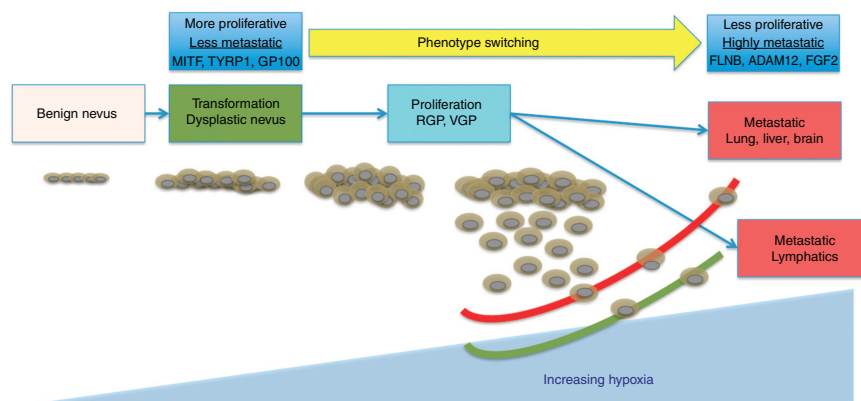 More proliferative
Less metastatic
MITF, TYRP1, GP100
Phenotype switching
Less proliferative
Highly metastatic
FLNB, ADAM12, FGF2
Benign nevus
Transformation
Dysplastic nevus
Proliferation
RGP, VGP
Metastatic
Lung, liver, brain
Metastatic
Lymphatics
Increasing hypoxia